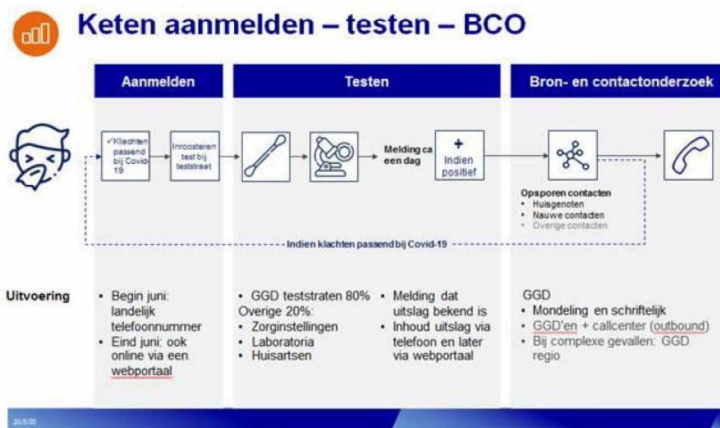 Keten aanmelden – testen – BCO
Aanmelden
Testen
Bron- en contactonderzoek
✓Klachten
passend
bij Covid-
19
Inroosteren
test bij
teststraat
Melding ca
een dag
+
Indien
positief
Opsporen contacten
• Huisgenoten
• Nauwe contacten
• Overige contacten
Indien klachten passend bij Covid-19
Uitvoering
• Begin juni:
landelijk
telefoonnummer
• Eind juni: ook
online via een
webportaal
• GGD teststraten 80%
Overige 20%:
• Zorginstellingen
• Laboratoria
• Huisartsen
• Melding dat
uitslag bekend is
• Inhoud uitslag via
telefoon en later
via webportaal
GGD
• Mondeling en schriftelijk
• GGD'en + callcenter (outbound)
• Bij complexe gevallen: GGD
regio